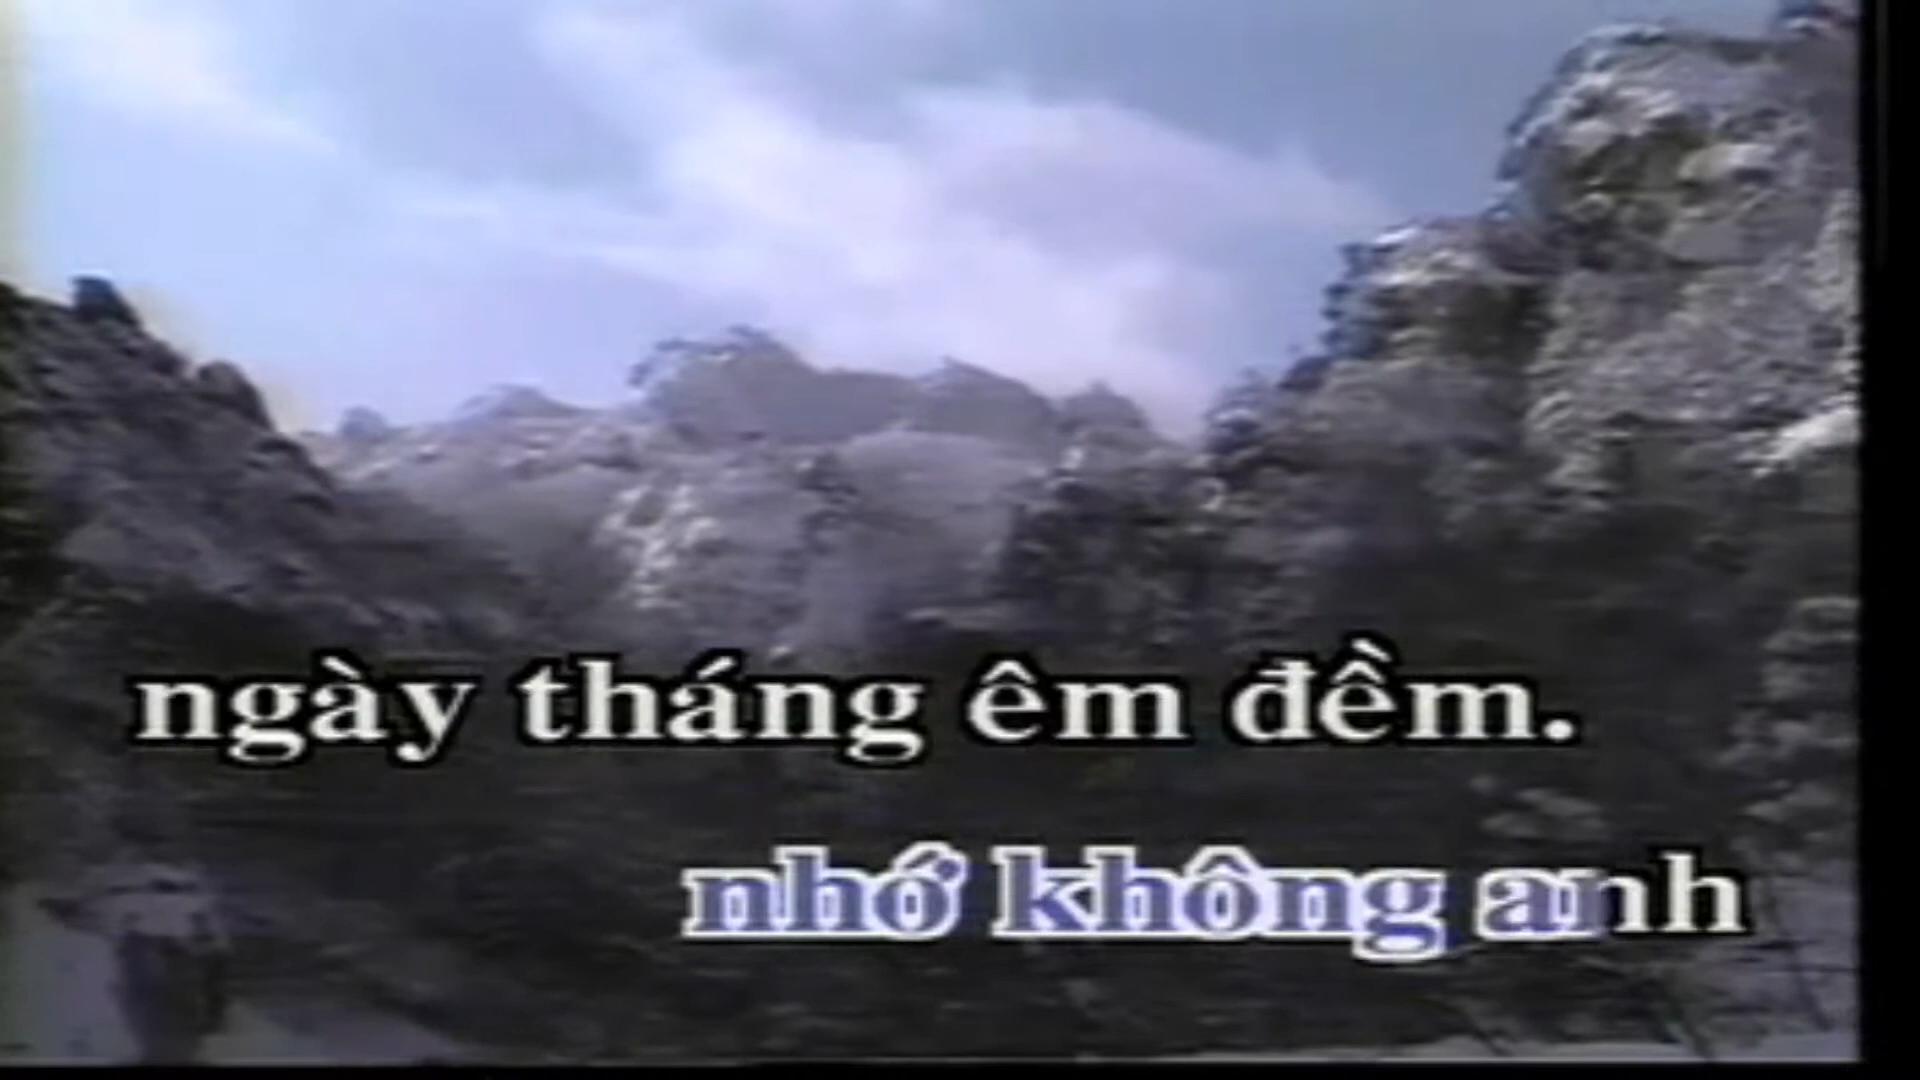 ngày tháng êm đềm.
nhớ không anh